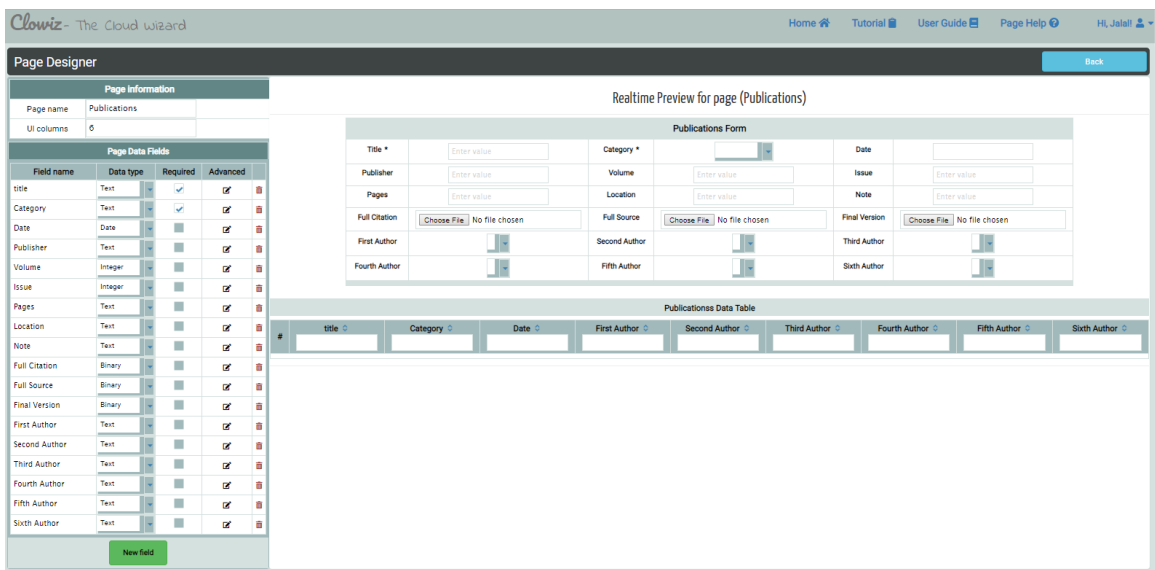 Clowiz - The Cloud Wizard
Home Tutorial User Guide Page Help Hi, Jalal!
Page Designer Back
Page information
Page name Publications
UI columns 6
Page Data Fields
Field name Data type Required Advanced
title Text
Category Text
Date Date
Publisher Text
Volume Integer
Issue Integer
Pages Text
Location Text
Note Text
Full Citation Binary
Full Source Binary
Final Version Binary
First Author Text
Second Author Text
Third Author Text
Fourth Author Text
Fifth Author Text
Sixth Author Text
New field
Realtime Preview for page (Publications)
Publications Form
Title * Enter value Category * Date
Publisher Enter value Volume Enter value Issue Enter value
Pages Enter value Location Enter value Note Enter value
Full Citation Choose File No file chosen Full Source Choose File No file chosen Final Version Choose File No file chosen
First Author Second Author Third Author
Fourth Author Fifth Author Sixth Author
Publicationss Data Table
# title Category Date First Author Second Author Third Author Fourth Author Fifth Author Sixth Author